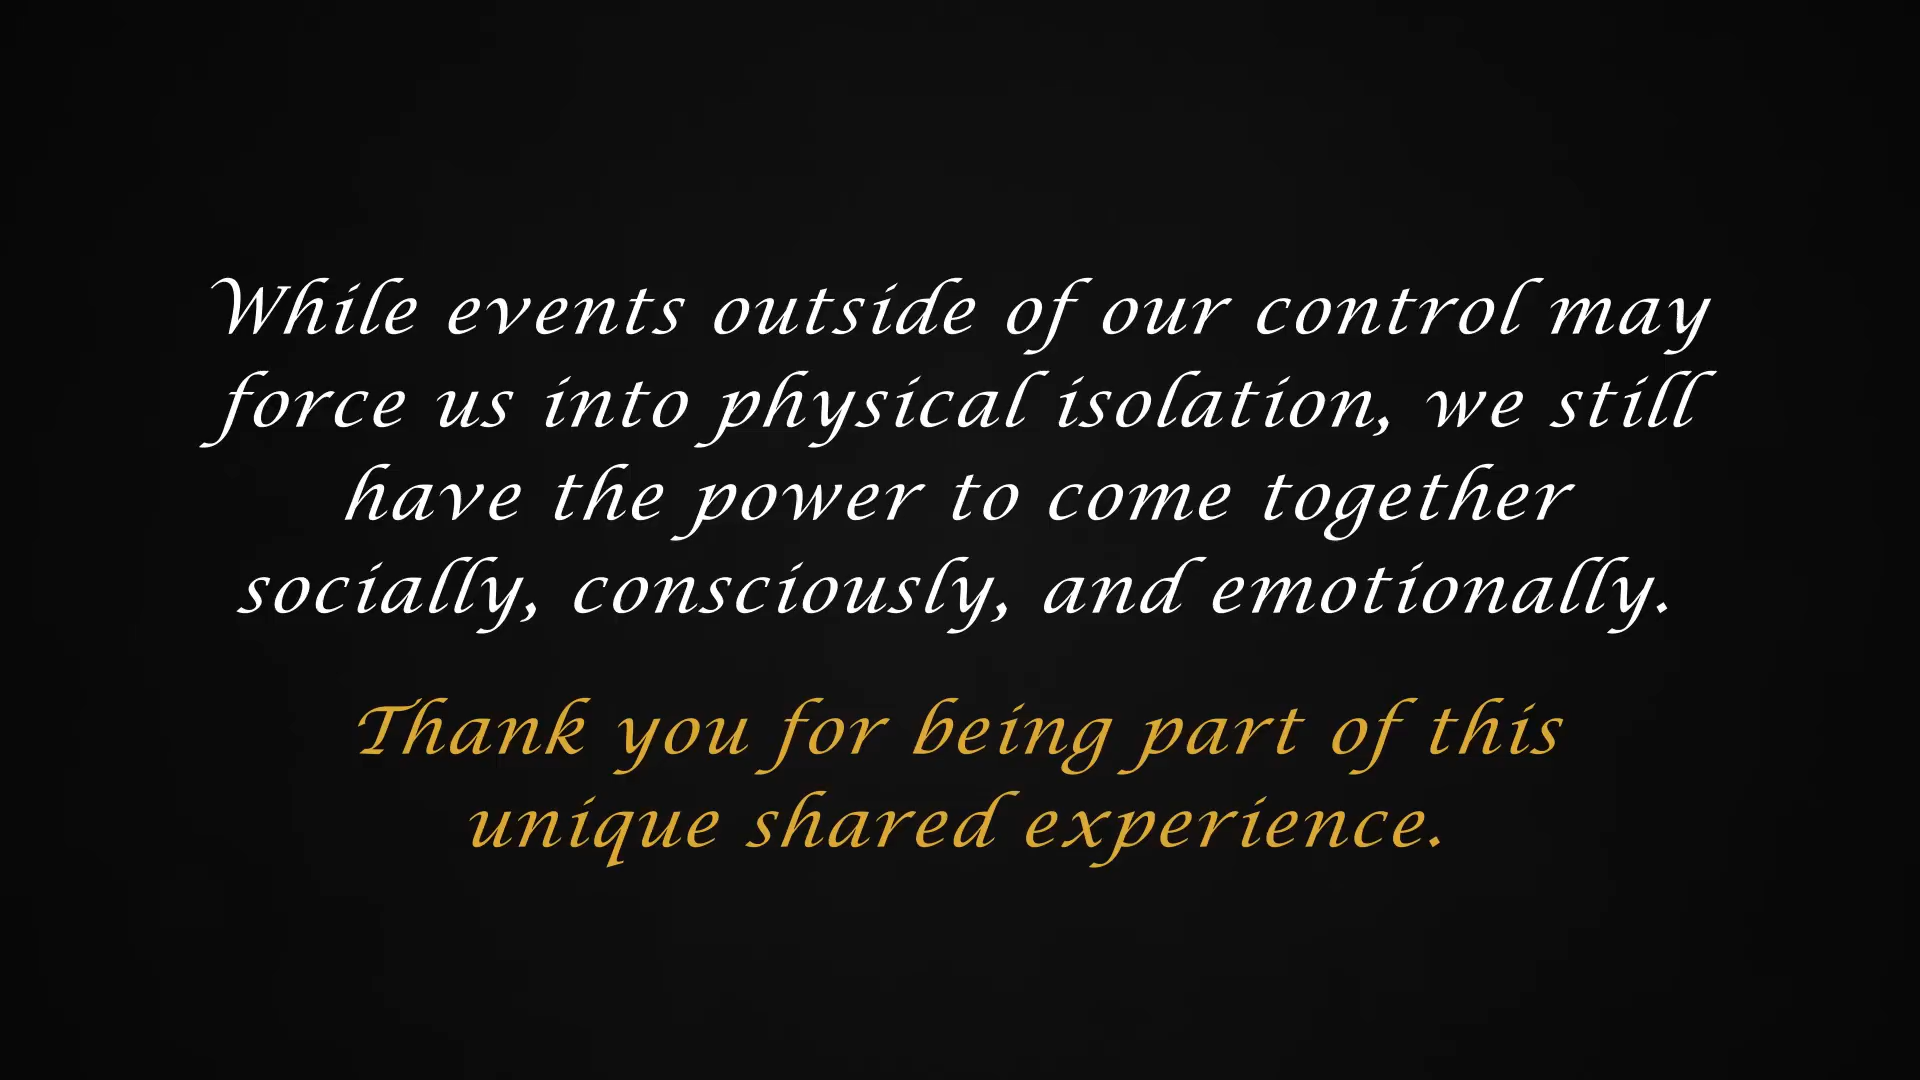 While events outside of our control may
force us into physical isolation, we still
have the power to come together
socially, consciously, and emotionally.
Thank you for being part of this
unique shared experience.